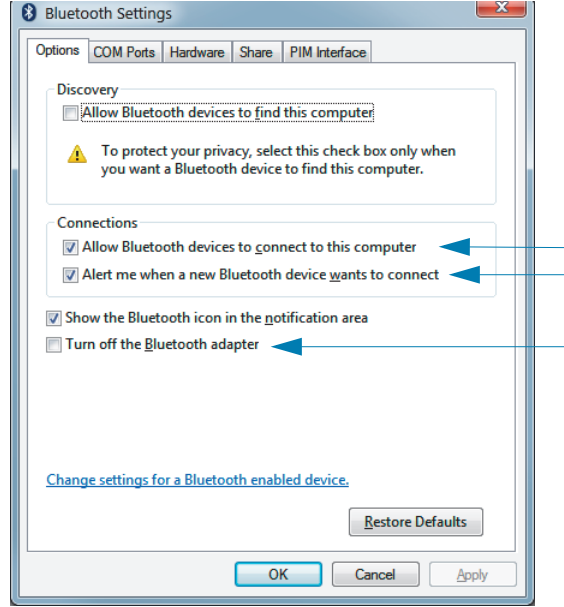 Bluetooth Settings
Options COM Ports Hardware Share PIM Interface
Discovery
Allow Bluetooth devices to find this computer
To protect your privacy, select this check box only when
you want a Bluetooth device to find this computer.
Connections
Allow Bluetooth devices to connect to this computer
Alert me when a new Bluetooth device wants to connect
Show the Bluetooth icon in the notification area
Turn off the Bluetooth adapter
Change settings for a Bluetooth enabled device.
Restore Defaults
OK Cancel Apply